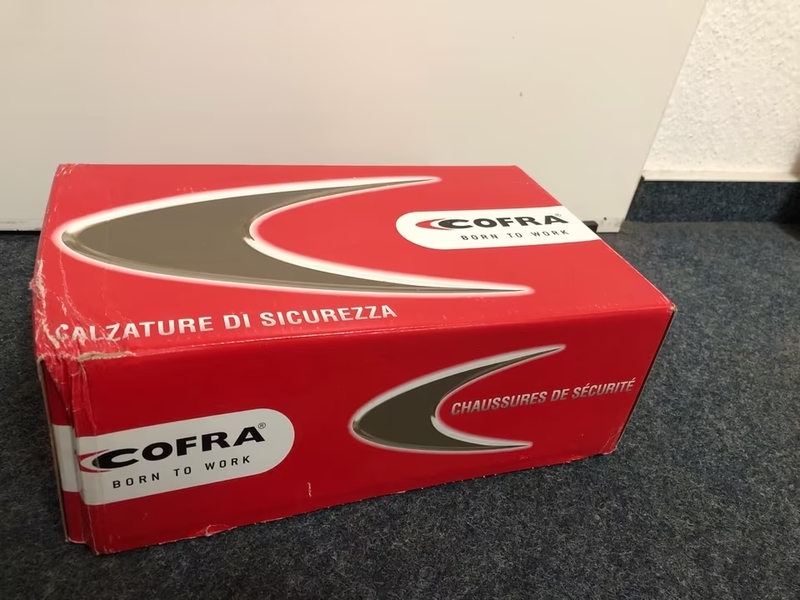 COFRA®
BORN TO WORK
CALZATURE DI SICUREZZA
CHAUSSURES DE SÉCURITÉ
COFRA®
BORN TO WORK